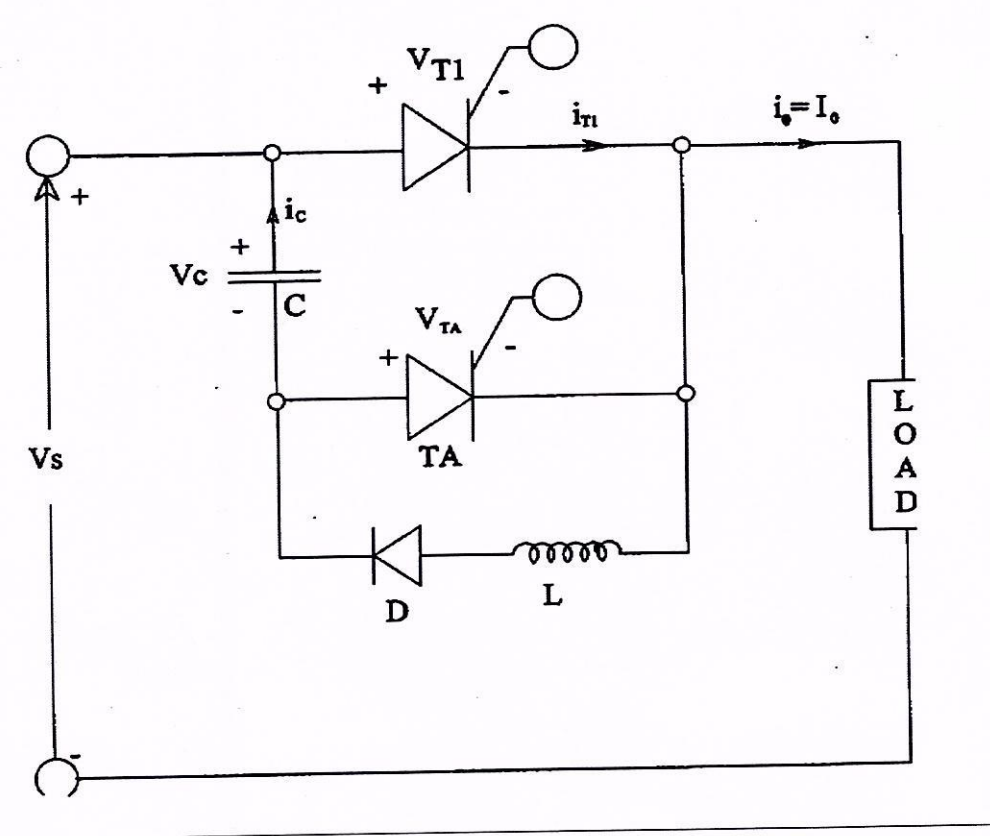 V_T1
+
-
i_T1
i_o = I_o
+
i_c
+
Vc
-
C
V_TA
+
-
TA
Vs
L
O
A
D
D
L
-